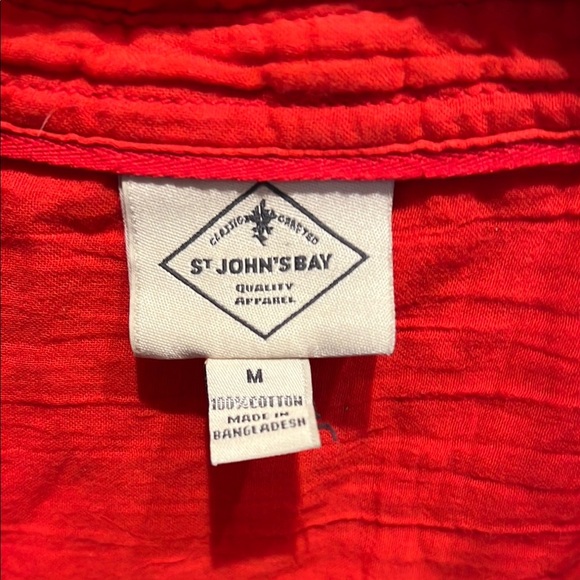 CLASSIC CRAFTED
ST JOHN'S BAY
QUALITY
APPAREL
M
100% COTTON
MADE IN
BANGLADESH